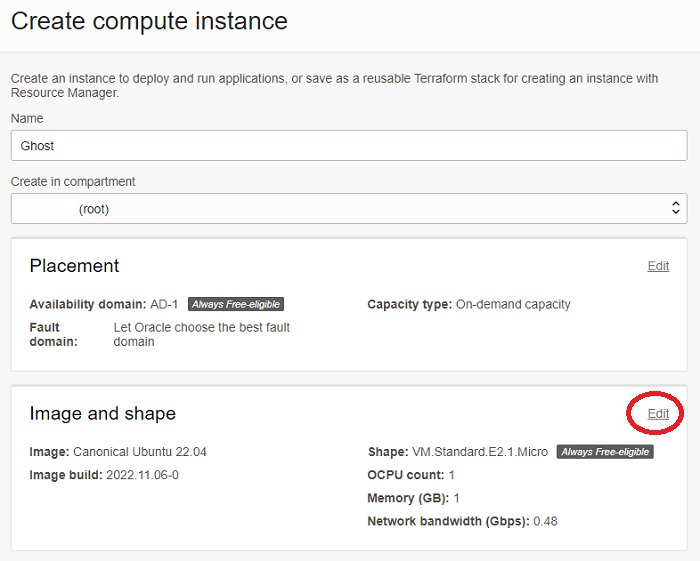 Create compute instance
Create an instance to deploy and run applications, or save as a reusable Terraform stack for creating an instance with
Resource Manager.
Name
Ghost
Create in compartment
(root)
Placement
Edit
Availability domain: AD-1 Always Free-eligible
Capacity type: On-demand capacity
Fault domain: Let Oracle choose the best fault domain
Image and shape
Edit
Image: Canonical Ubuntu 22.04
Shape: VM.Standard.E2.1.Micro Always Free-eligible
Image build: 2022.11.06-0
OCPU count: 1
Memory (GB): 1
Network bandwidth (Gbps): 0.48